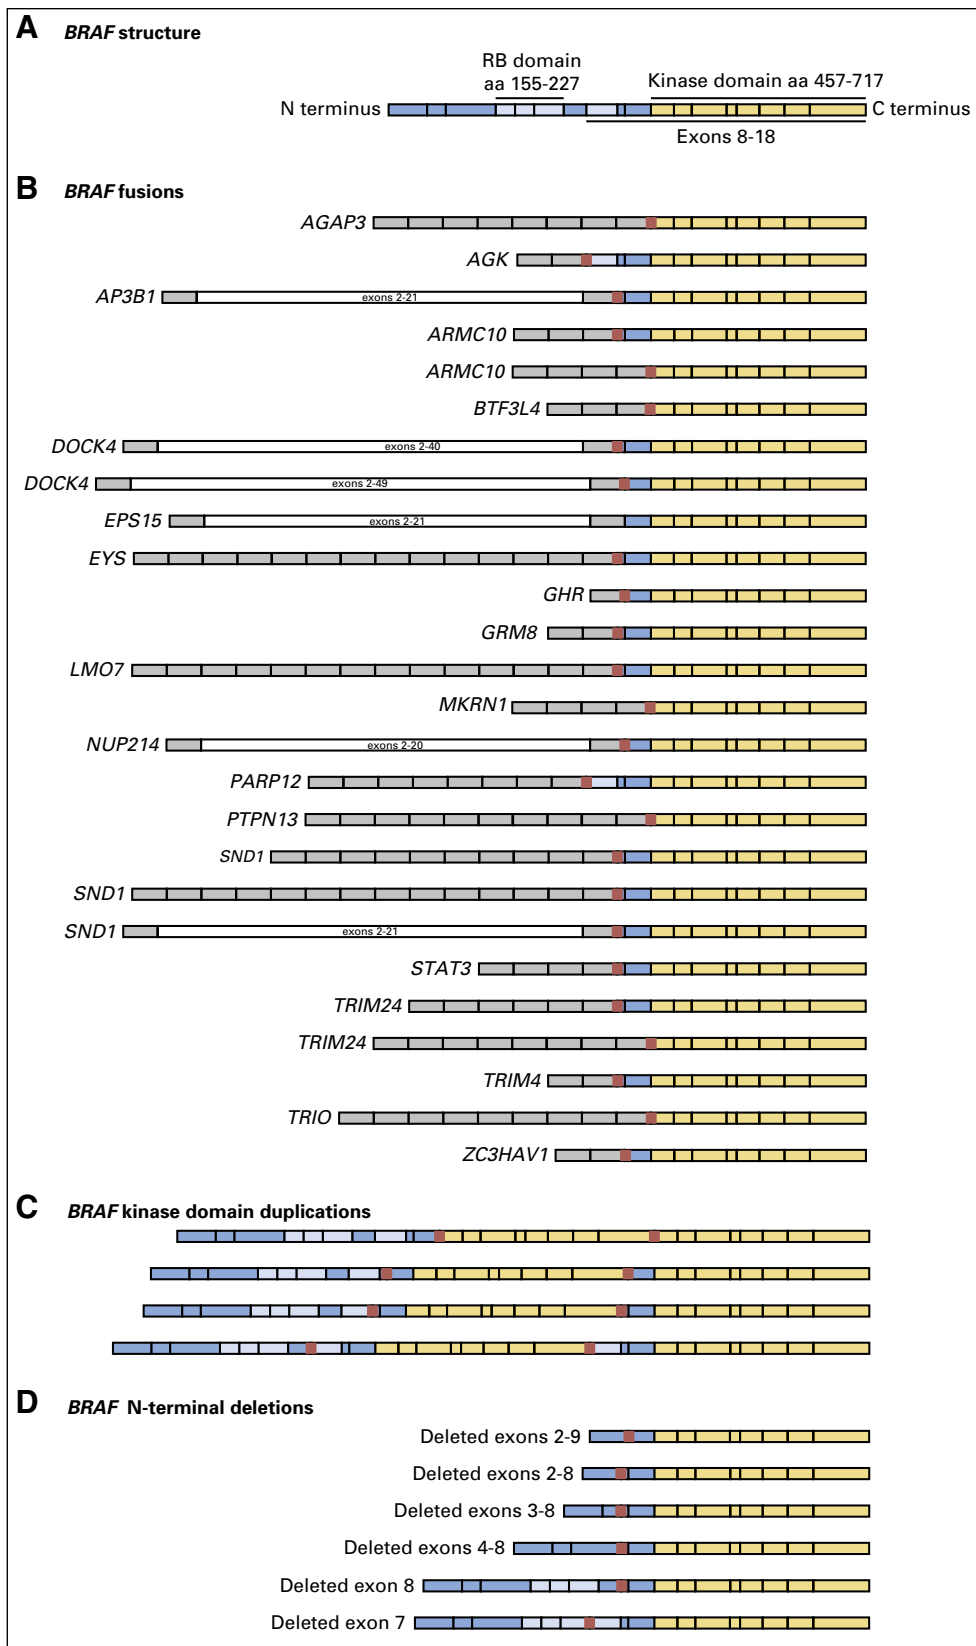 A BRAF structure
RB domain
aa 155-227
Kinase domain aa 457-717
N terminus
C terminus
Exons 8-18
B BRAF fusions
AGAP3
AGK
AP3B1 exons 2-21
ARMC10
ARMC10
BTF3L4
DOCK4 exons 2-40
DOCK4 exons 2-49
EPS15 exons 2-21
EYS
GHR
GRM8
LMO7
MKRN1
NUP214 exons 2-20
PARP12
PTPN13
SND1
SND1
SND1 exons 2-21
STAT3
TRIM24
TRIM24
TRIM4
TRIO
ZC3HAV1
C BRAF kinase domain duplications
D BRAF N-terminal deletions
Deleted exons 2-9
Deleted exons 2-8
Deleted exons 3-8
Deleted exons 4-8
Deleted exon 8
Deleted exon 7